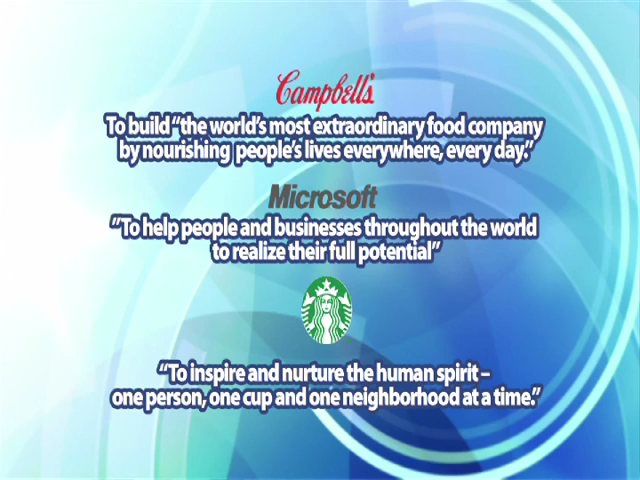 Campbell's
To build “the world’s most extraordinary food company
by nourishing people’s lives everywhere, every day.”
Microsoft
”To help people and businesses throughout the world
to realize their full potential”
“To inspire and nurture the human spirit –
one person, one cup and one neighborhood at a time.”